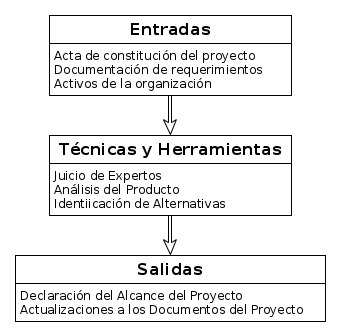 Entradas
Acta de constitución del proyecto
Documentación de requerimientos
Activos de la organización
Técnicas y Herramientas
Juicio de Expertos
Análisis del Producto
Identiicación de Alternativas
Salidas
Declaración del Alcance del Proyecto
Actualizaciones a los Documentos del Proyecto